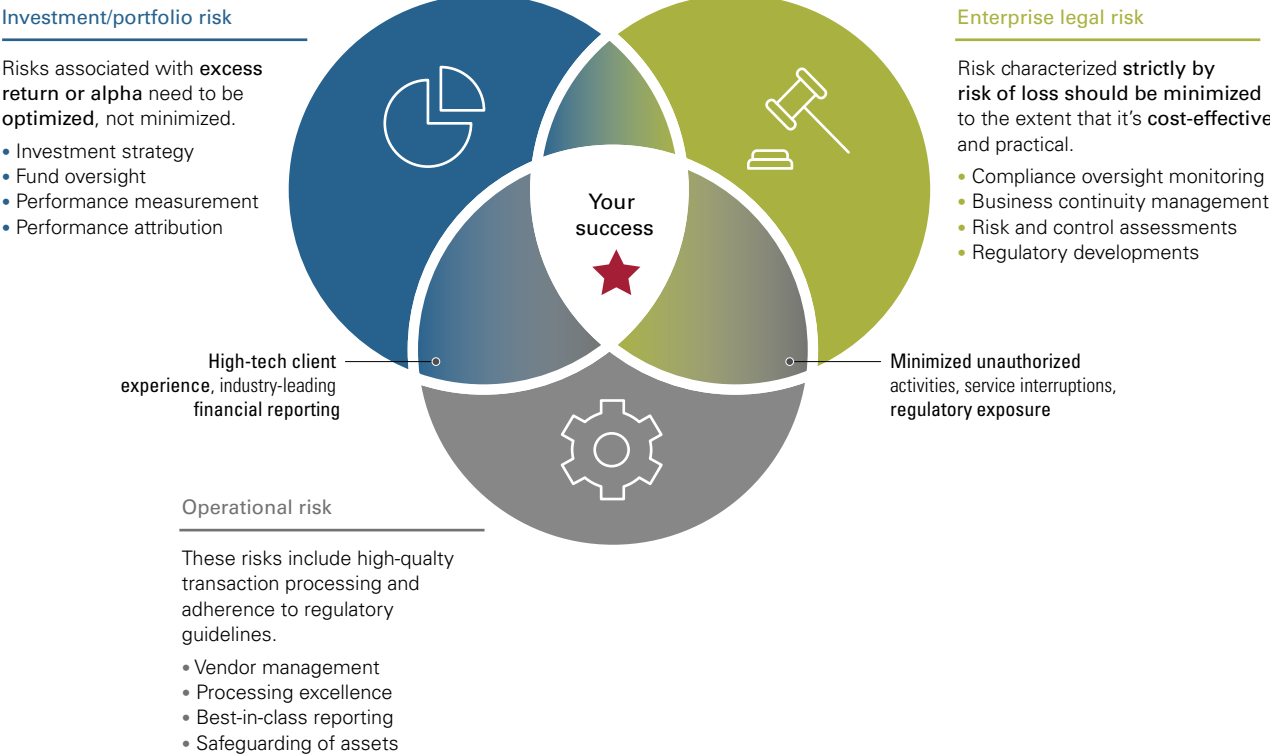 Investment/portfolio risk
Risks associated with excess
return or alpha need to be
optimized, not minimized.
• Investment strategy
• Fund oversight
• Performance measurement
• Performance attribution
Enterprise legal risk
Risk characterized strictly by
risk of loss should be minimized
to the extent that it's cost-effective
and practical.
• Compliance oversight monitoring
• Business continuity management
• Risk and control assessments
• Regulatory developments
Your
success
High-tech client
experience, industry-leading
financial reporting
Minimized unauthorized
activities, service interruptions,
regulatory exposure
Operational risk
These risks include high-qualty
transaction processing and
adherence to regulatory
guidelines.
• Vendor management
• Processing excellence
• Best-in-class reporting
• Safeguarding of assets